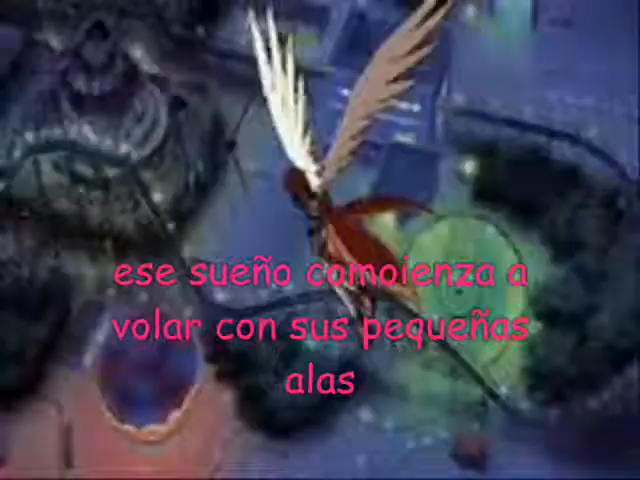 ese sueño comoienza a
volar con sus pequeñas
alas